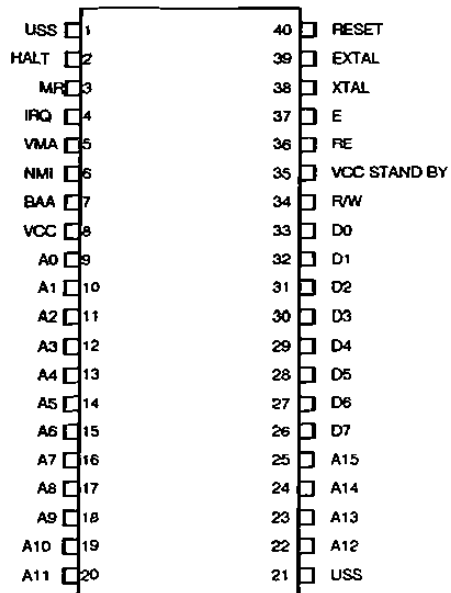 USS 1 40 RESET
HALT 2 39 EXTAL
MR 3 38 XTAL
IRQ 4 37 E
VMA 5 36 RE
NMI 6 35 VCC STAND BY
BAA 7 34 R/W
VCC 8 33 D0
A0 9 32 D1
A1 10 31 D2
A2 11 30 D3
A3 12 29 D4
A4 13 28 D5
A5 14 27 D6
A6 15 26 D7
A7 16 25 A15
A8 17 24 A14
A9 18 23 A13
A10 19 22 A12
A11 20 21 USS